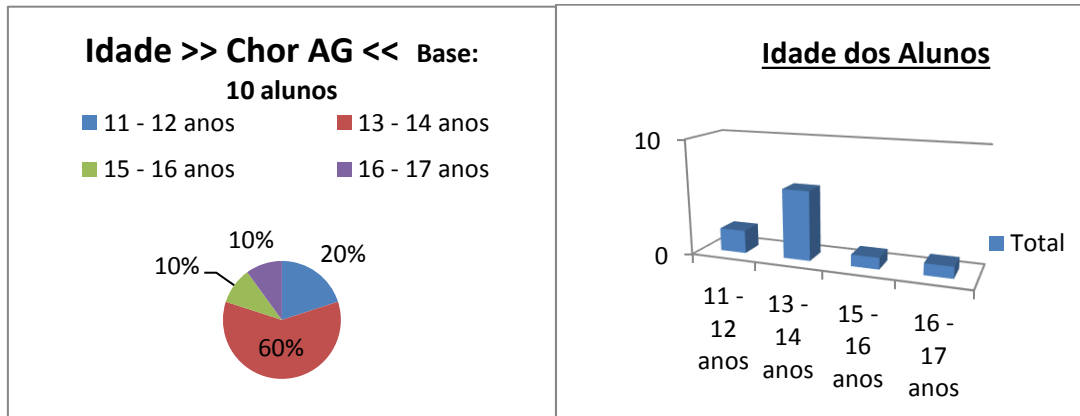 Idade >> Chor AG << Base:
10 alunos
11 - 12 anos
13 - 14 anos
15 - 16 anos
16 - 17 anos
10%
20%
10%
60%
Idade dos Alunos
10
0
Total
11 -
12
anos
13 -
14
anos
15 -
16
anos
16 -
17
anos